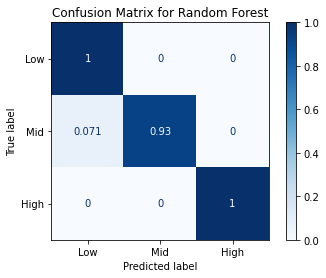 Confusion Matrix for Random Forest
1.0
Low 1 0 0
0.8
0.6
True label
Mid 0.071 0.93 0
0.4
0.2
High 0 0 1
0.0
Low Mid High
Predicted label